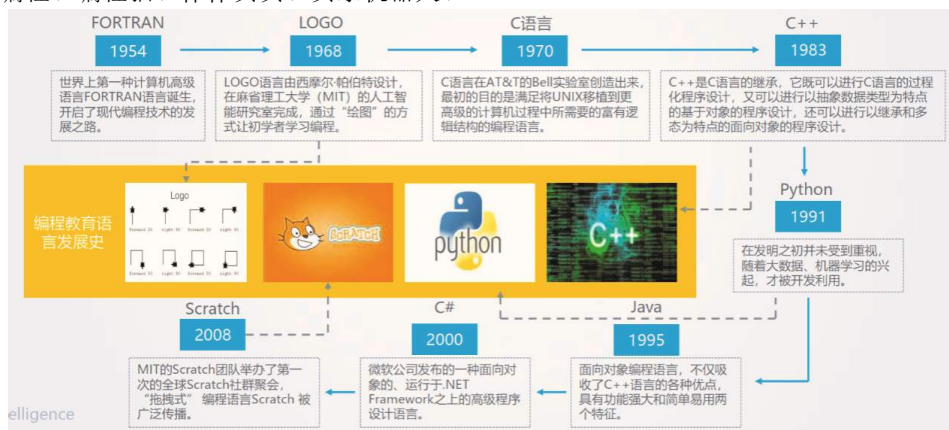 FORTRAN
1954
世界上第一种计算机高级
语言FORTRAN语言诞生，
开启了现代编程技术的发
展之路。
LOGO
1968
LOGO语言由西摩尔·帕伯特设计，
在麻省理工大学（MIT）的人工智
能研究室完成，通过“绘图”的方
式让初学者学习编程。
C语言
1970
C语言在AT&T的Bell实验室创造出来，
最初的目的是满足将UNIX移植到更
高级的计算机过程中所需要的富有逻
辑结构的编程语言。
C++
1983
C++是C语言的继承，它既可以进行C语言的过程
化程序设计，又可以进行以抽象数据类型为特点
的基于对象的程序设计，还可以进行以继承和多
态为特点的面向对象的程序设计。
编程教育语
言发展史
Logo
forward 50
right 90
forward 50
right 90
forward 50
right 90
forward 50
right 90
SCRATCH
python
C++
Python
1991
在发明之初并未受到重视，
随着大数据、机器学习的兴
起，才被开发利用。
Scratch
2008
MIT的Scratch团队举办了第一
次的全球Scratch社群聚会，
“拖拽式” 编程语言Scratch 被
广泛传播。
C#
2000
微软公司发布的一种面向对
象的、运行于.NET
Framework之上的高级程序
设计语言。
Java
1995
面向对象编程语言，不仅吸
收了C++语言的各种优点，
具有功能强大和简单易用两
个特征。
elligence